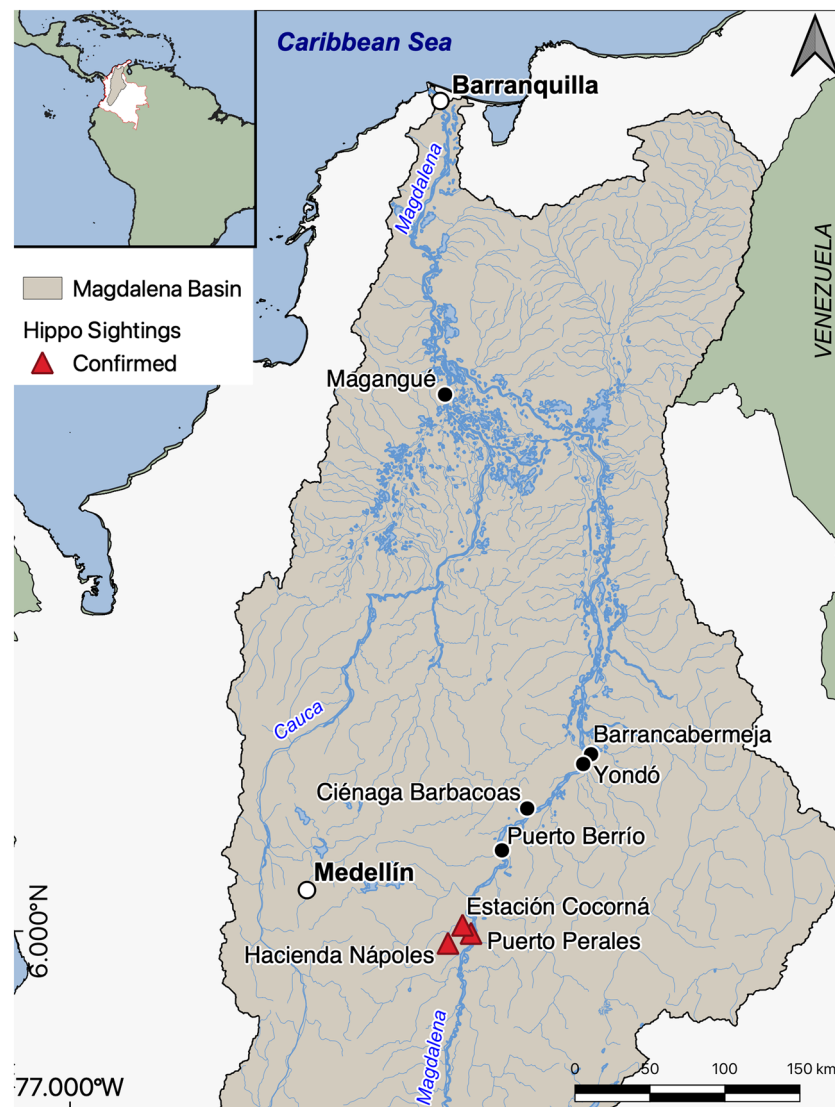 Caribbean Sea
Barranquilla
Magdalena
VENEZUELA
Magdalena Basin
Hippo Sightings
Confirmed
Magangué
Cauca
Barrancabermeja
Yondó
Ciénaga Barbacoas
Puerto Berrío
Medellín
Estación Cocorná
Puerto Perales
Hacienda Nápoles
6.000°N
Magdalena
77.000°W
0 50 100 150 km